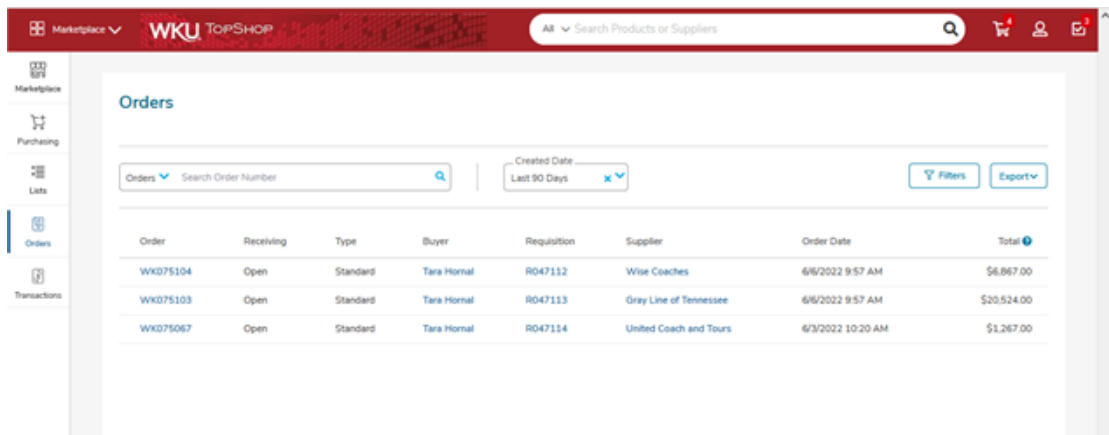 Marketplace WKU TOPSHOP All Search Products or Suppliers 4 3
Marketplace
Purchasing
Lists
Orders
Transactions
Orders
Orders Search Order Number Created Date Last 90 Days Filters Export
Order Receiving Type Buyer Requisition Supplier Order Date Total
WK075104 Open Standard Tara Hornal R047112 Wise Coaches 6/6/2022 9:57 AM $6,867.00
WK075103 Open Standard Tara Hornal R047113 Gray Line of Tennessee 6/6/2022 9:57 AM $20,524.00
WK075067 Open Standard Tara Hornal R047114 United Coach and Tours 6/3/2022 10:20 AM $1,267.00